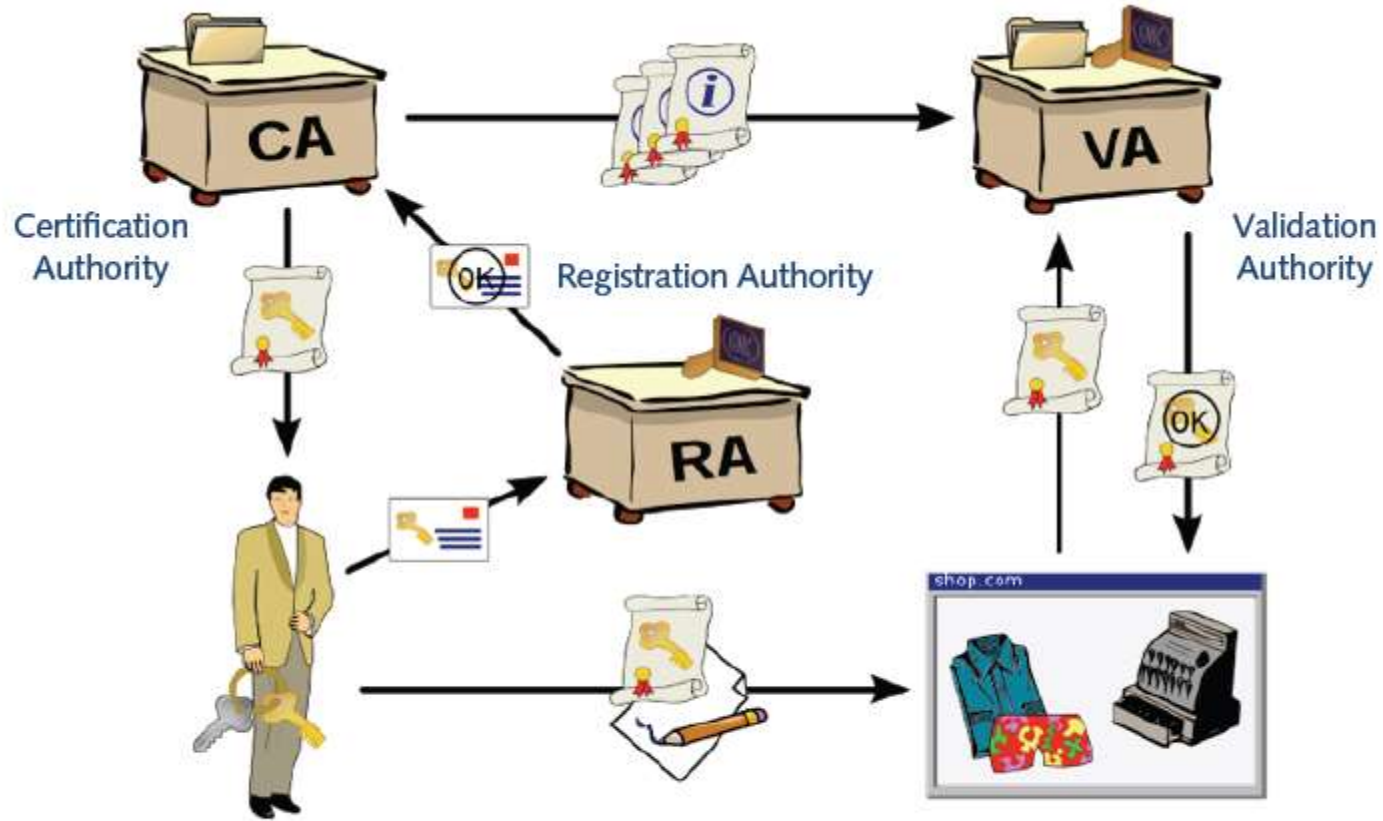 CA
VA
Certification
Authority
OK
Registration Authority
Validation
Authority
i
OK
RA
shop.com